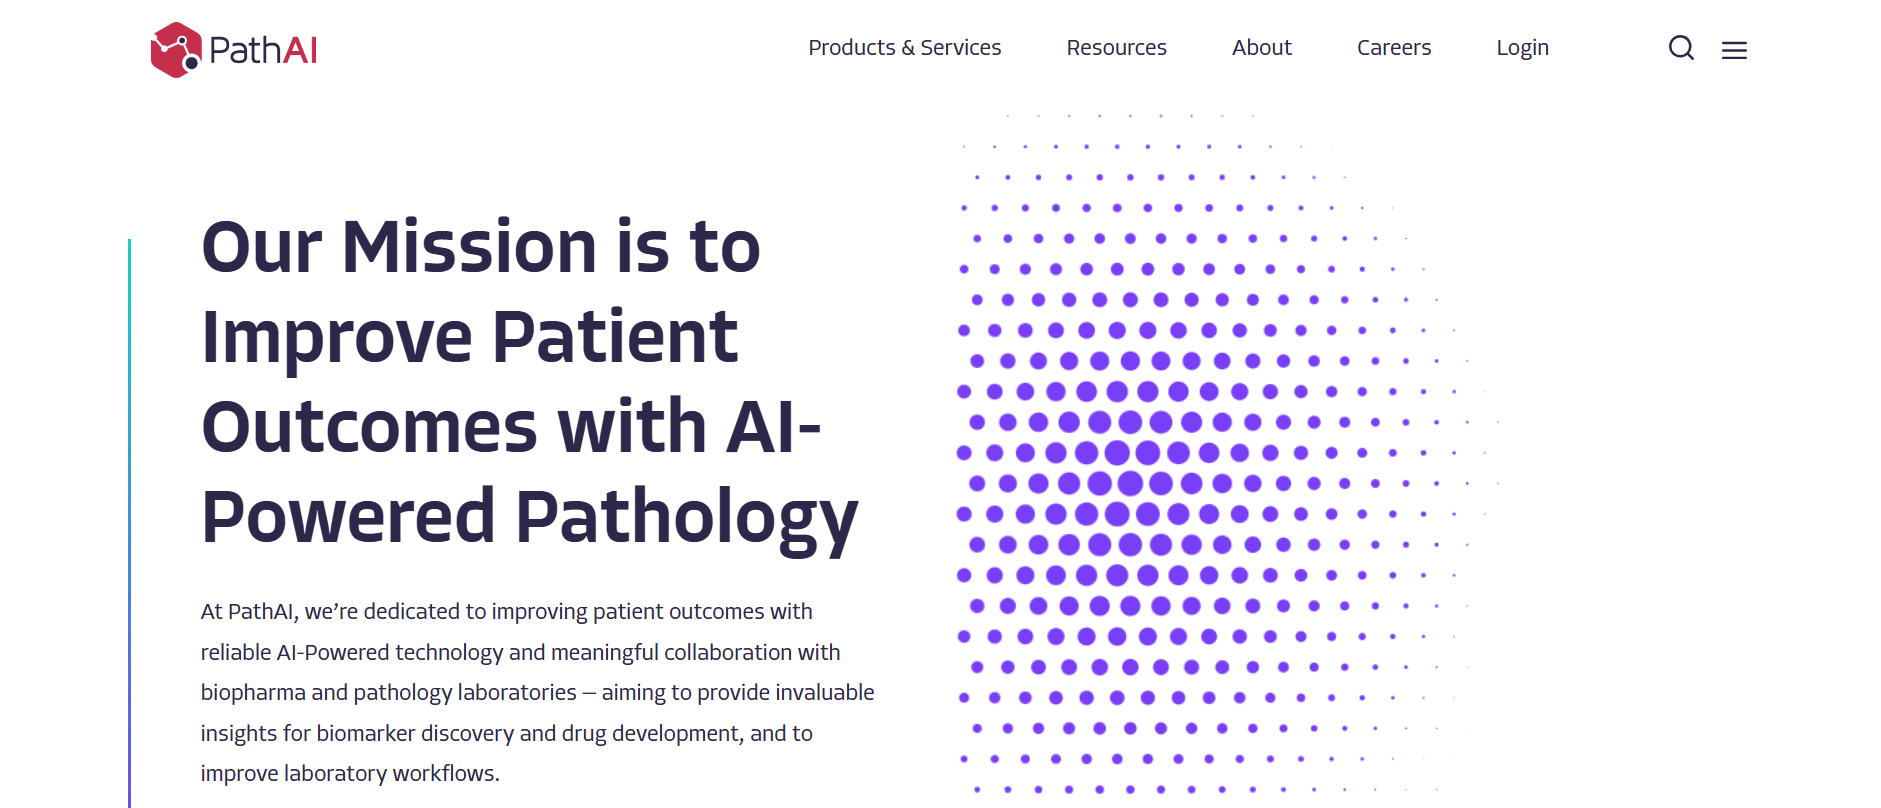 PathAI
Products & Services
Resources
About
Careers
Login
Our Mission is to
Improve Patient
Outcomes with AI-
Powered Pathology
At PathAI, we’re dedicated to improving patient outcomes with
reliable AI-Powered technology and meaningful collaboration with
biopharma and pathology laboratories — aiming to provide invaluable
insights for biomarker discovery and drug development, and to
improve laboratory workflows.